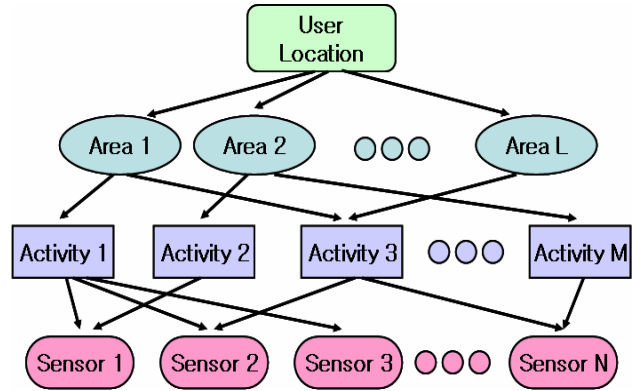 User
Location
Area 1
Area 2
Area L
Activity 1
Activity 2
Activity 3
Activity M
Sensor 1
Sensor 2
Sensor 3
Sensor N